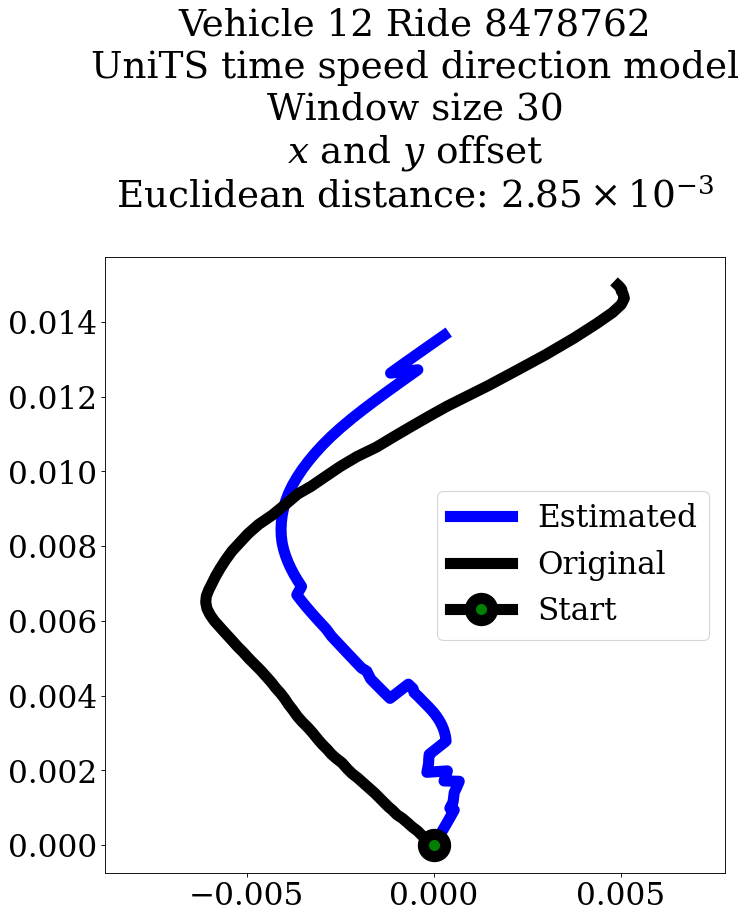 Vehicle 12 Ride 8478762
UniTS time speed direction model
Window size 30
x and y offset
Euclidean distance: 2.85 × 10⁻³
0.014
0.012
0.010
0.008
0.006
0.004
0.002
0.000
Estimated
Original
Start
−0.005
0.000
0.005